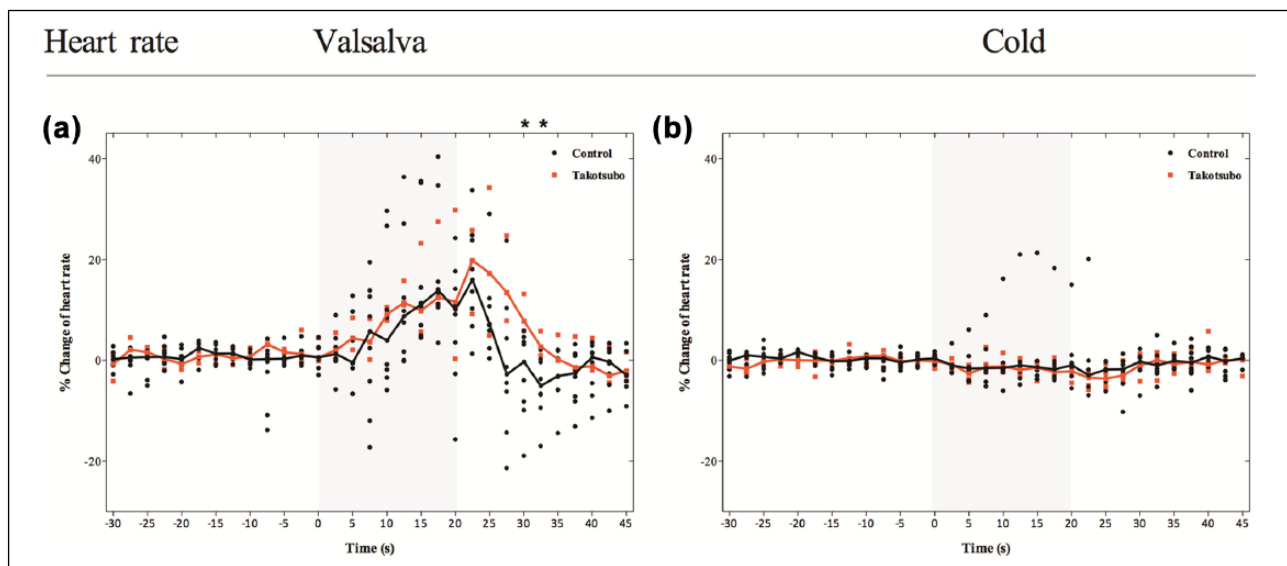 Heart rate Valsalva Cold
(a) * * (b)
Control Control
Takotsubo Takotsubo
40 40
20 20
0 0
-20 -20
% Change of heart rate % Change of heart rate
-30 -25 -20 -15 -10 -5 0 5 10 15 20 25 30 35 40 45 -30 -25 -20 -15 -10 -5 0 5 10 15 20 25 30 35 40 45
Time (s) Time (s)